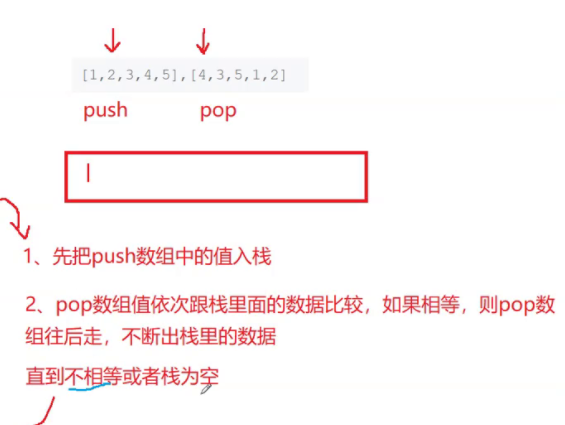 [1,2,3,4,5],[4,3,5,1,2]
push pop
1、先把push数组中的值入栈
2、pop数组值依次跟栈里面的数据比较，如果相等，则pop数
组往后走，不断出栈里的数据
直到不相等或者栈为空